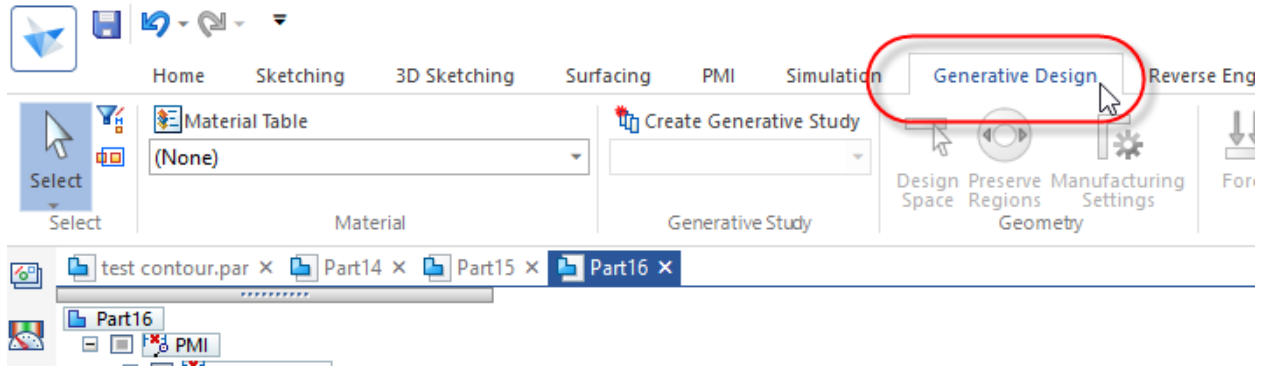 Home Sketching 3D Sketching Surfacing PMI Simulation Generative Design Reverse Eng
Material Table
(None)
Create Generative Study
Select
Design Space
Preserve Regions
Manufacturing Settings
Select Material Generative Study Geometry
test contour.par Part14 Part15 Part16
Part16
PMI